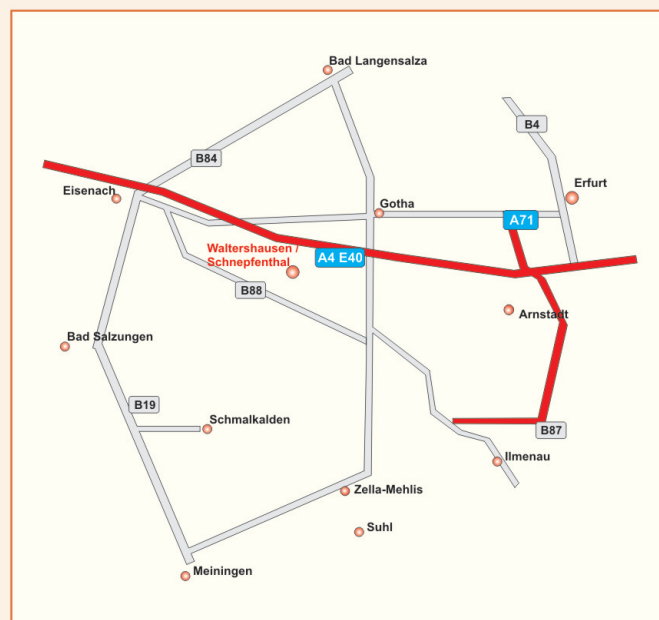 Bad Langensalza
B4
B84
Eisenach
Erfurt
Gotha
A71
Waltershausen /
Schnepfenthal
A4 E40
B88
Arnstadt
Bad Salzungen
B19
Schmalkalden
B87
Ilmenau
Zella-Mehlis
Suhl
Meiningen